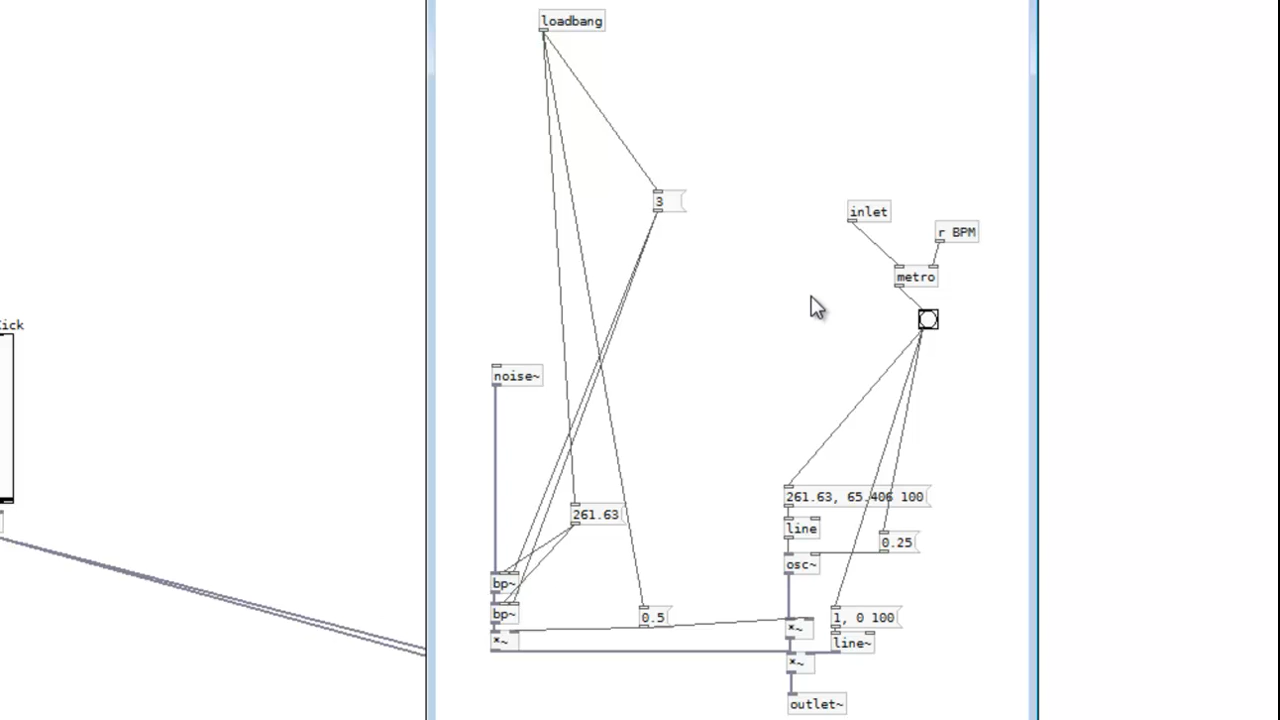 loadbang
3
inlet
r BPM
metro
noise~
261.63, 65.406 100
261.63
line
0.25
osc~
bp~
bp~
0.5
1, 0 100
*~
*~
line~
*~
outlet~